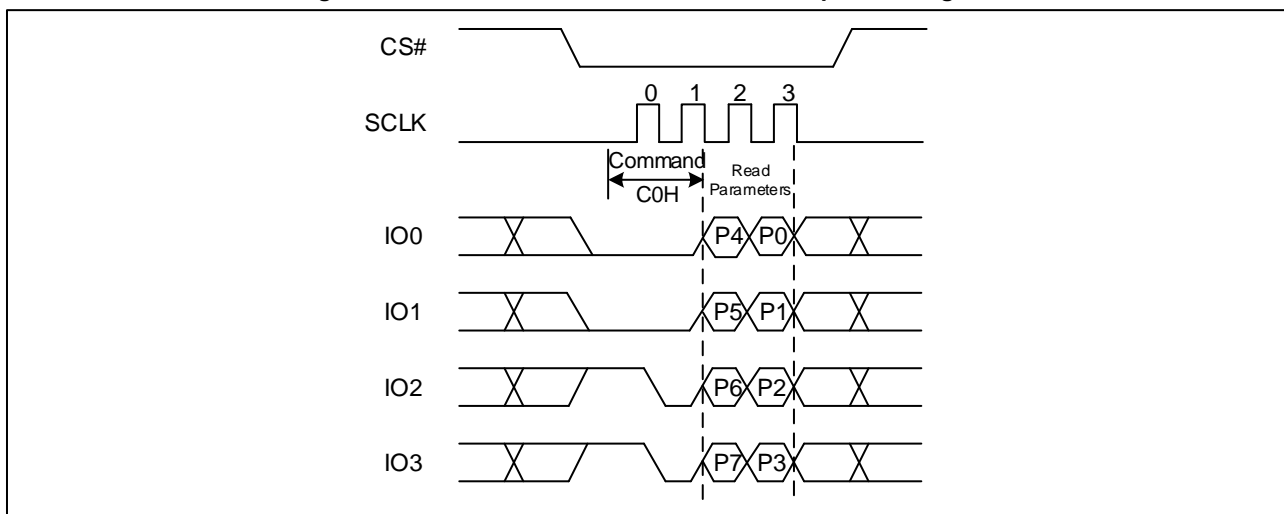 CS#
0 1 2 3
SCLK
Command
Read
Parameters
C0H
IO0 P4 P0
IO1 P5 P1
IO2 P6 P2
IO3 P7 P3